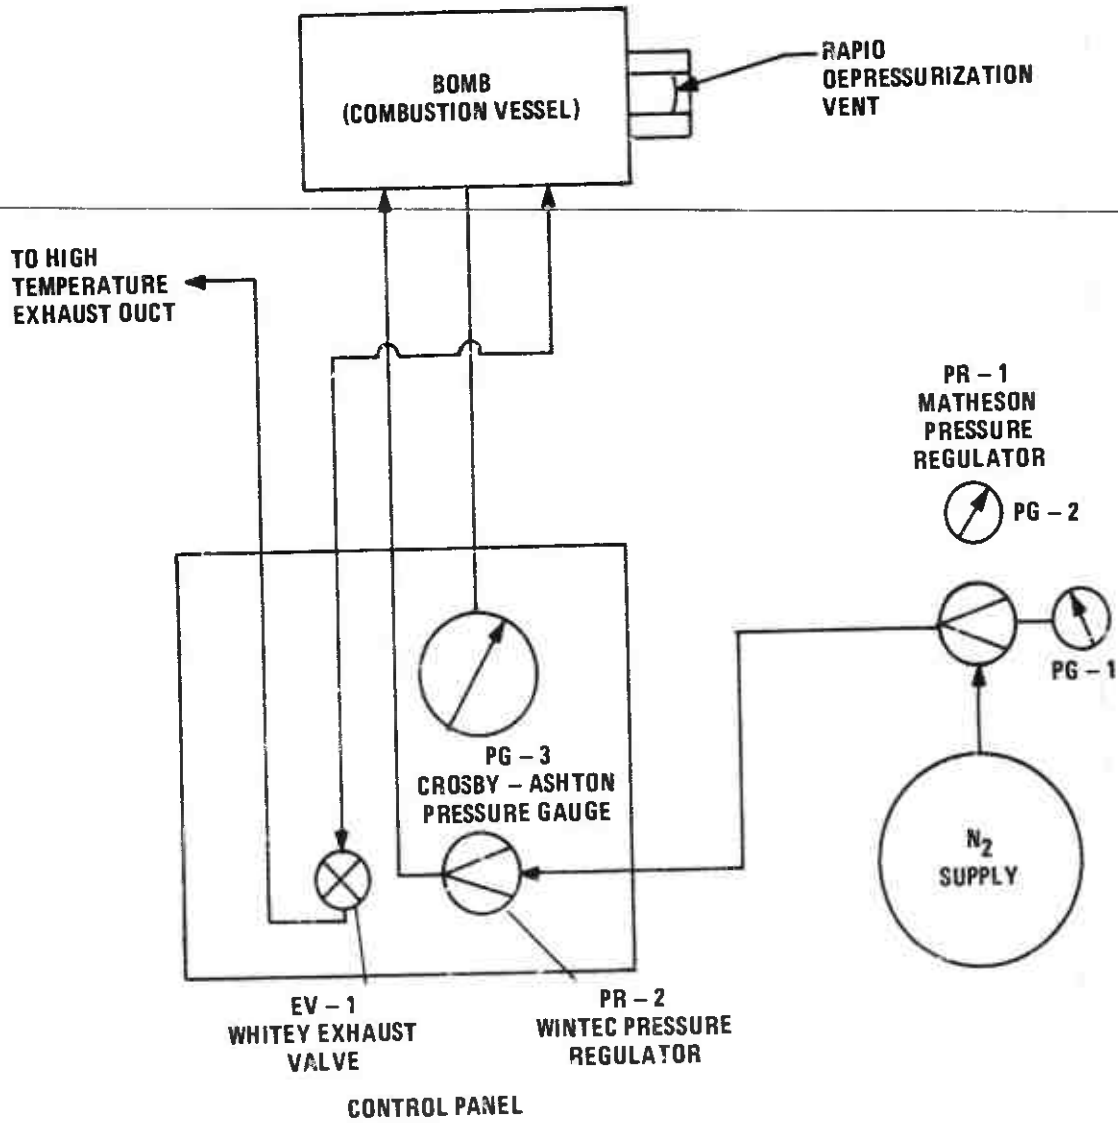 BOMB
(COMBUSTION VESSEL)
RAPIO
OEPRESSURIZATION
VENT
TO HIGH
TEMPERATURE
EXHAUST OUCT
PR – 1
MATHESON
PRESSURE
REGULATOR
PG – 2
PG – 1
PG – 3
CROSBY – ASHTON
PRESSURE GAUGE
N2
SUPPLY
EV – 1
WHITEY EXHAUST
VALVE
PR – 2
WINTEC PRESSURE
REGULATOR
CONTROL PANEL